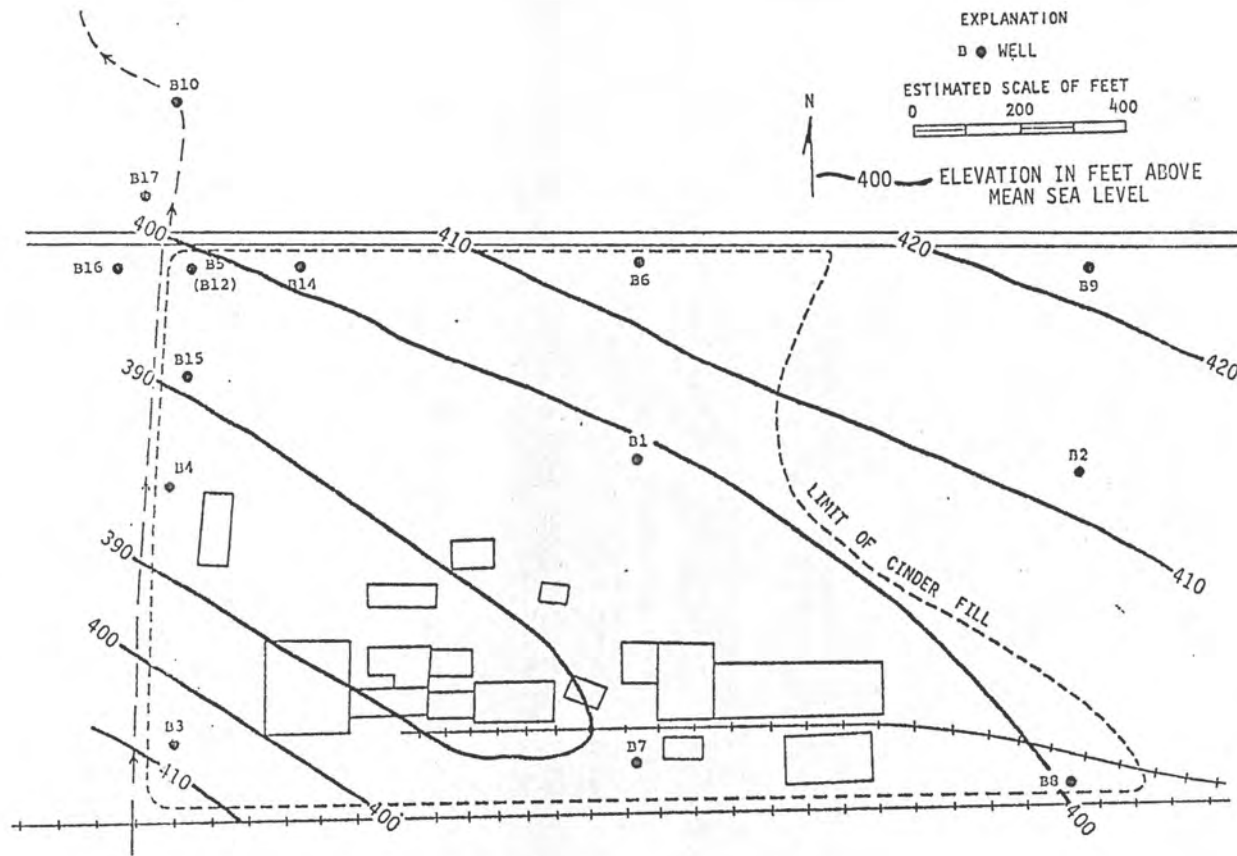 EXPLANATION
B WELL
ESTIMATED SCALE OF FEET
0 200 400
N
400 ELEVATION IN FEET ABOVE
MEAN SEA LEVEL
B10
B17
400
410
420
B16
B5
(B12)
B14
B6
B9
B15
390
420
B1
B2
B4
LIMIT OF CINDER FILL
390
410
400
B3
B7
410
B8
400
400